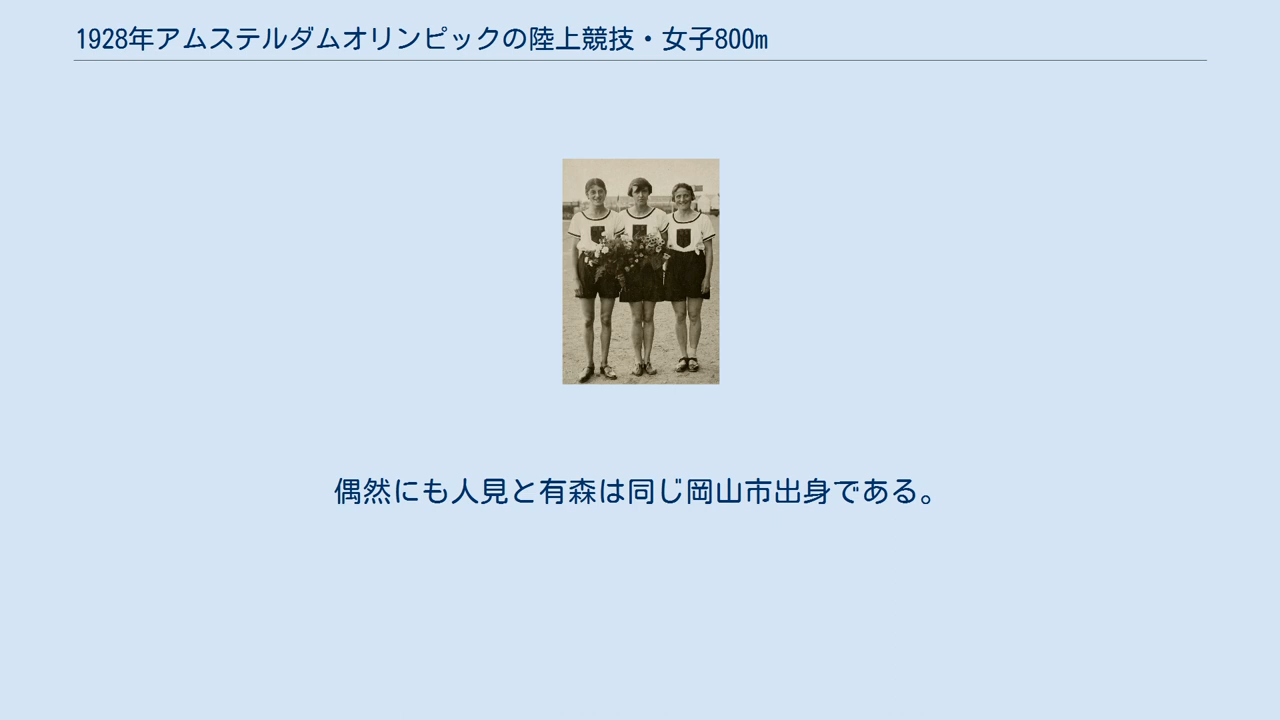 1928年アムステルダムオリンピックの陸上競技・女子800m
偶然にも人見と有森は同じ岡山市出身である。